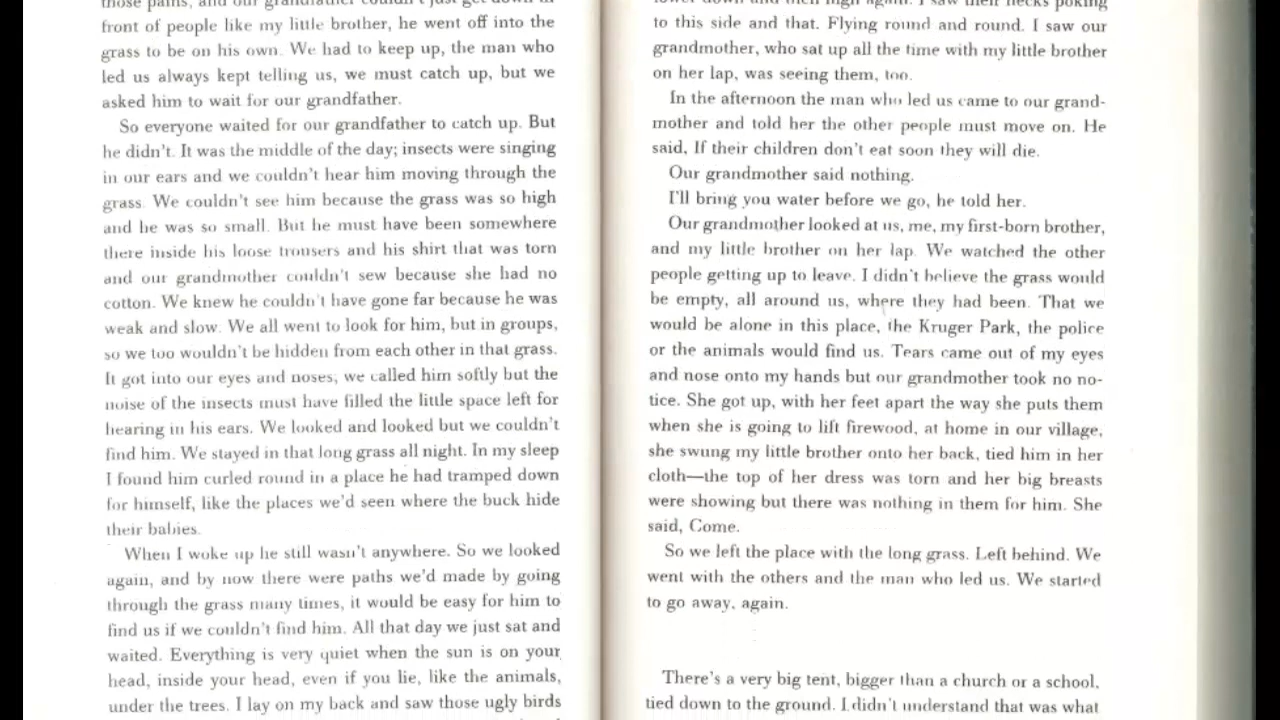 those paths, and our grandfather couldn't just get down in
front of people like my little brother, he went off into the
grass to be on his own. We had to keep up, the man who
led us always kept telling us, we must catch up, but we
asked him to wait for our grandfather.
So everyone waited for our grandfather to catch up. But
he didn't. It was the middle of the day; insects were singing
in our ears and we couldn't hear him moving through the
grass. We couldn't see him because the grass was so high
and he was so small. But he must have been somewhere
there inside his loose trousers and his shirt that was torn
and our grandmother couldn't sew because she had no
cotton. We knew he couldn't have gone far because he was
weak and slow. We all went to look for him, but in groups,
so we too wouldn't be hidden from each other in that grass.
It got into our eyes and noses; we called him softly but the
noise of the insects must have filled the little space left for
hearing in his ears. We looked and looked but we couldn't
find him. We stayed in that long grass all night. In my sleep
I found him curled round in a place he had tramped down
for himself, like the places we'd seen where the buck hide
their babies.
When I woke up he still wasn't anywhere. So we looked
again, and by now there were paths we'd made by going
through the grass many times, it would be easy for him to
find us if we couldn't find him. All that day we just sat and
waited. Everything is very quiet when the sun is on your
head, inside your head, even if you lie, like the animals,
under the trees. I lay on my back and saw those ugly birds
lower down and then high again. I saw their necks poking
to this side and that. Flying round and round. I saw our
grandmother, who sat up all the time with my little brother
on her lap, was seeing them, too.
In the afternoon the man who led us came to our grand-
mother and told her the other people must move on. He
said, If their children don't eat soon they will die.
Our grandmother said nothing.
I'll bring you water before we go, he told her.
Our grandmother looked at us, me, my first-born brother,
and my little brother on her lap. We watched the other
people getting up to leave. I didn't believe the grass would
be empty, all around us, where they had been. That we
would be alone in this place, the Kruger Park, the police
or the animals would find us. Tears came out of my eyes
and nose onto my hands but our grandmother took no no-
tice. She got up, with her feet apart the way she puts them
when she is going to lift firewood, at home in our village,
she swung my little brother onto her back, tied him in her
cloth—the top of her dress was torn and her big breasts
were showing but there was nothing in them for him. She
said, Come.
So we left the place with the long grass. Left behind. We
went with the others and the man who led us. We started
to go away, again.
There's a very big tent, bigger than a church or a school,
tied down to the ground. I didn't understand that was what